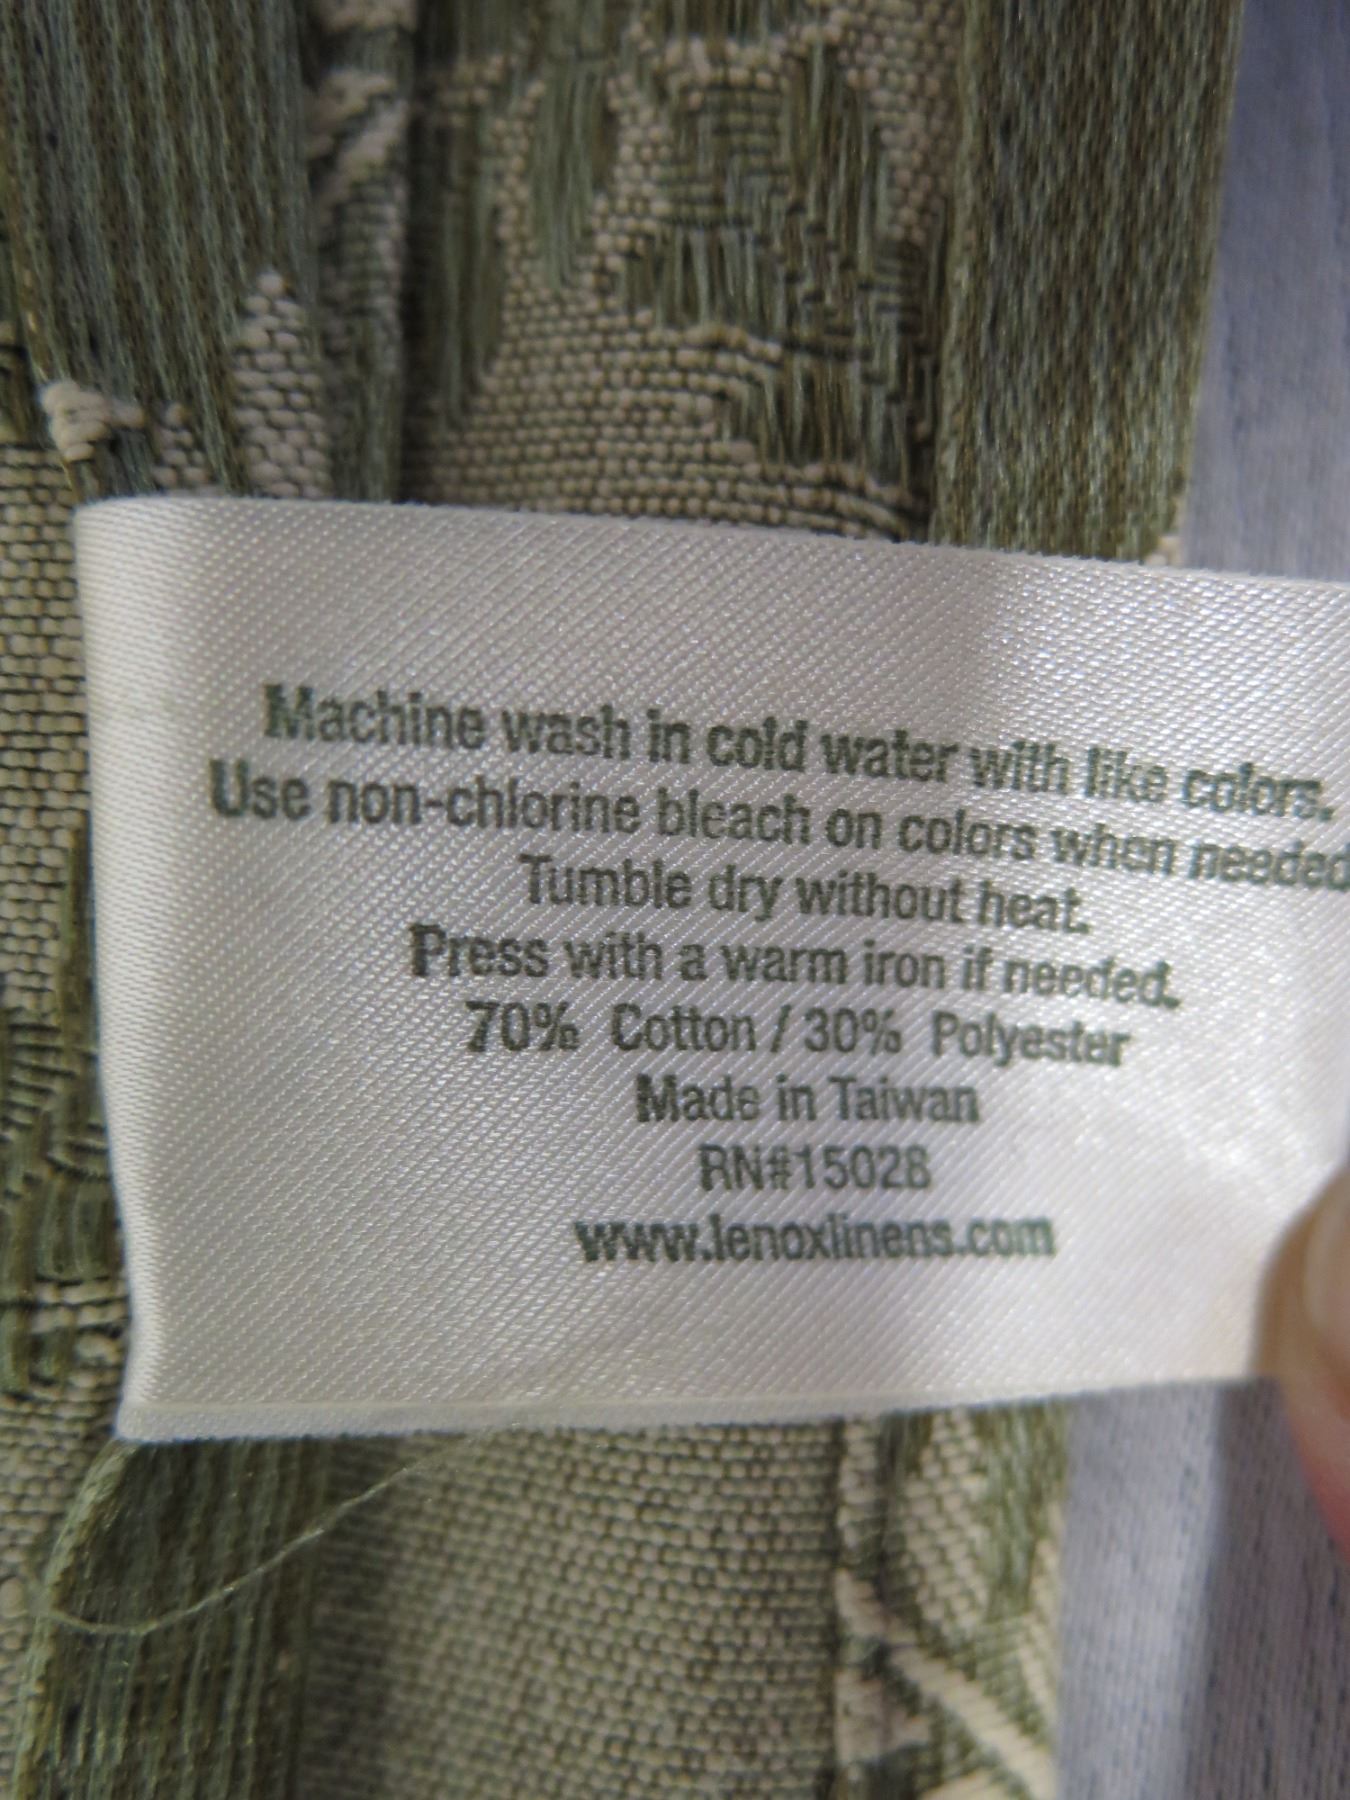 Machine wash in cold water with like colors.
Use non-chlorine bleach on colors when needed
Tumble dry without heat.
Press with a warm iron if needed.
70% Cotton / 30% Polyester
Made in Taiwan
RN#15028
www.lenoxlinens.com